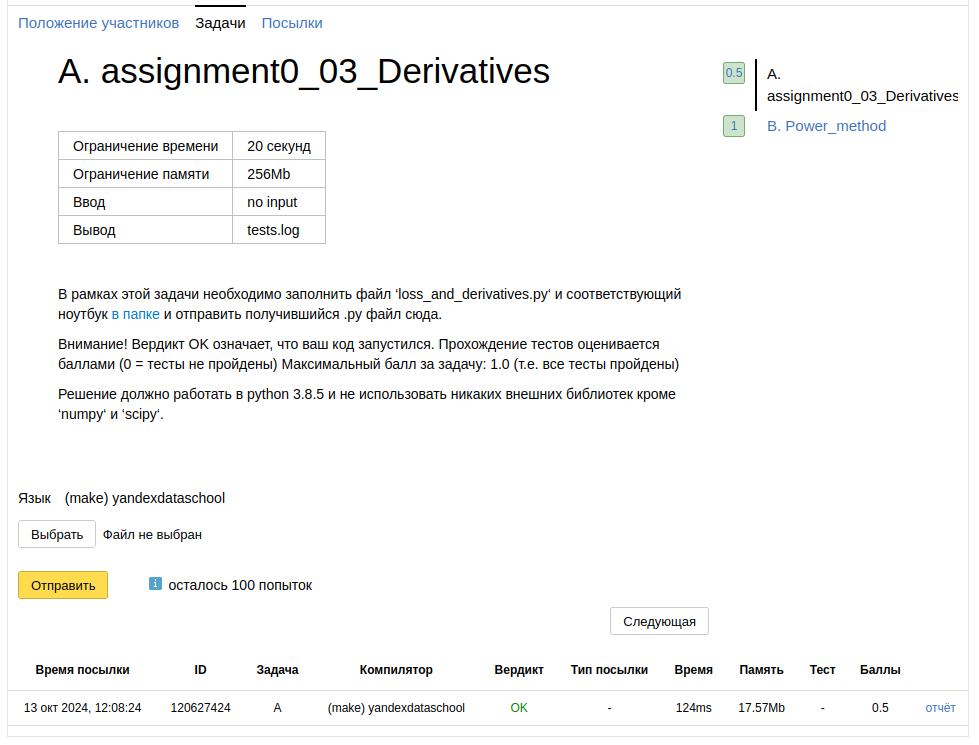 Положение участников Задачи Посылки
A. assignment0_03_Derivatives
0.5 A.
assignment0_03_Derivatives
1 B. Power_method
Ограничение времени 20 секунд
Ограничение памяти 256Mb
Ввод no input
Вывод tests.log
В рамках этой задачи необходимо заполнить файл ‘loss_and_derivatives.py‘ и соответствующий
ноутбук в папке и отправить получившийся .py файл сюда.
Внимание! Вердикт OK означает, что ваш код запустился. Прохождение тестов оценивается
баллами (0 = тесты не пройдены) Максимальный балл за задачу: 1.0 (т.е. все тесты пройдены)
Решение должно работать в python 3.8.5 и не использовать никаких внешних библиотек кроме
‘numpy‘ и ‘scipy‘.
Язык (make) yandexdataschool
Выбрать Файл не выбран
Отправить i осталось 100 попыток
Следующая
Время посылки ID Задача Компилятор Вердикт Тип посылки Время Память Тест Баллы
13 окт 2024, 12:08:24 120627424 A (make) yandexdataschool OK - 124ms 17.57Mb - 0.5 отчёт